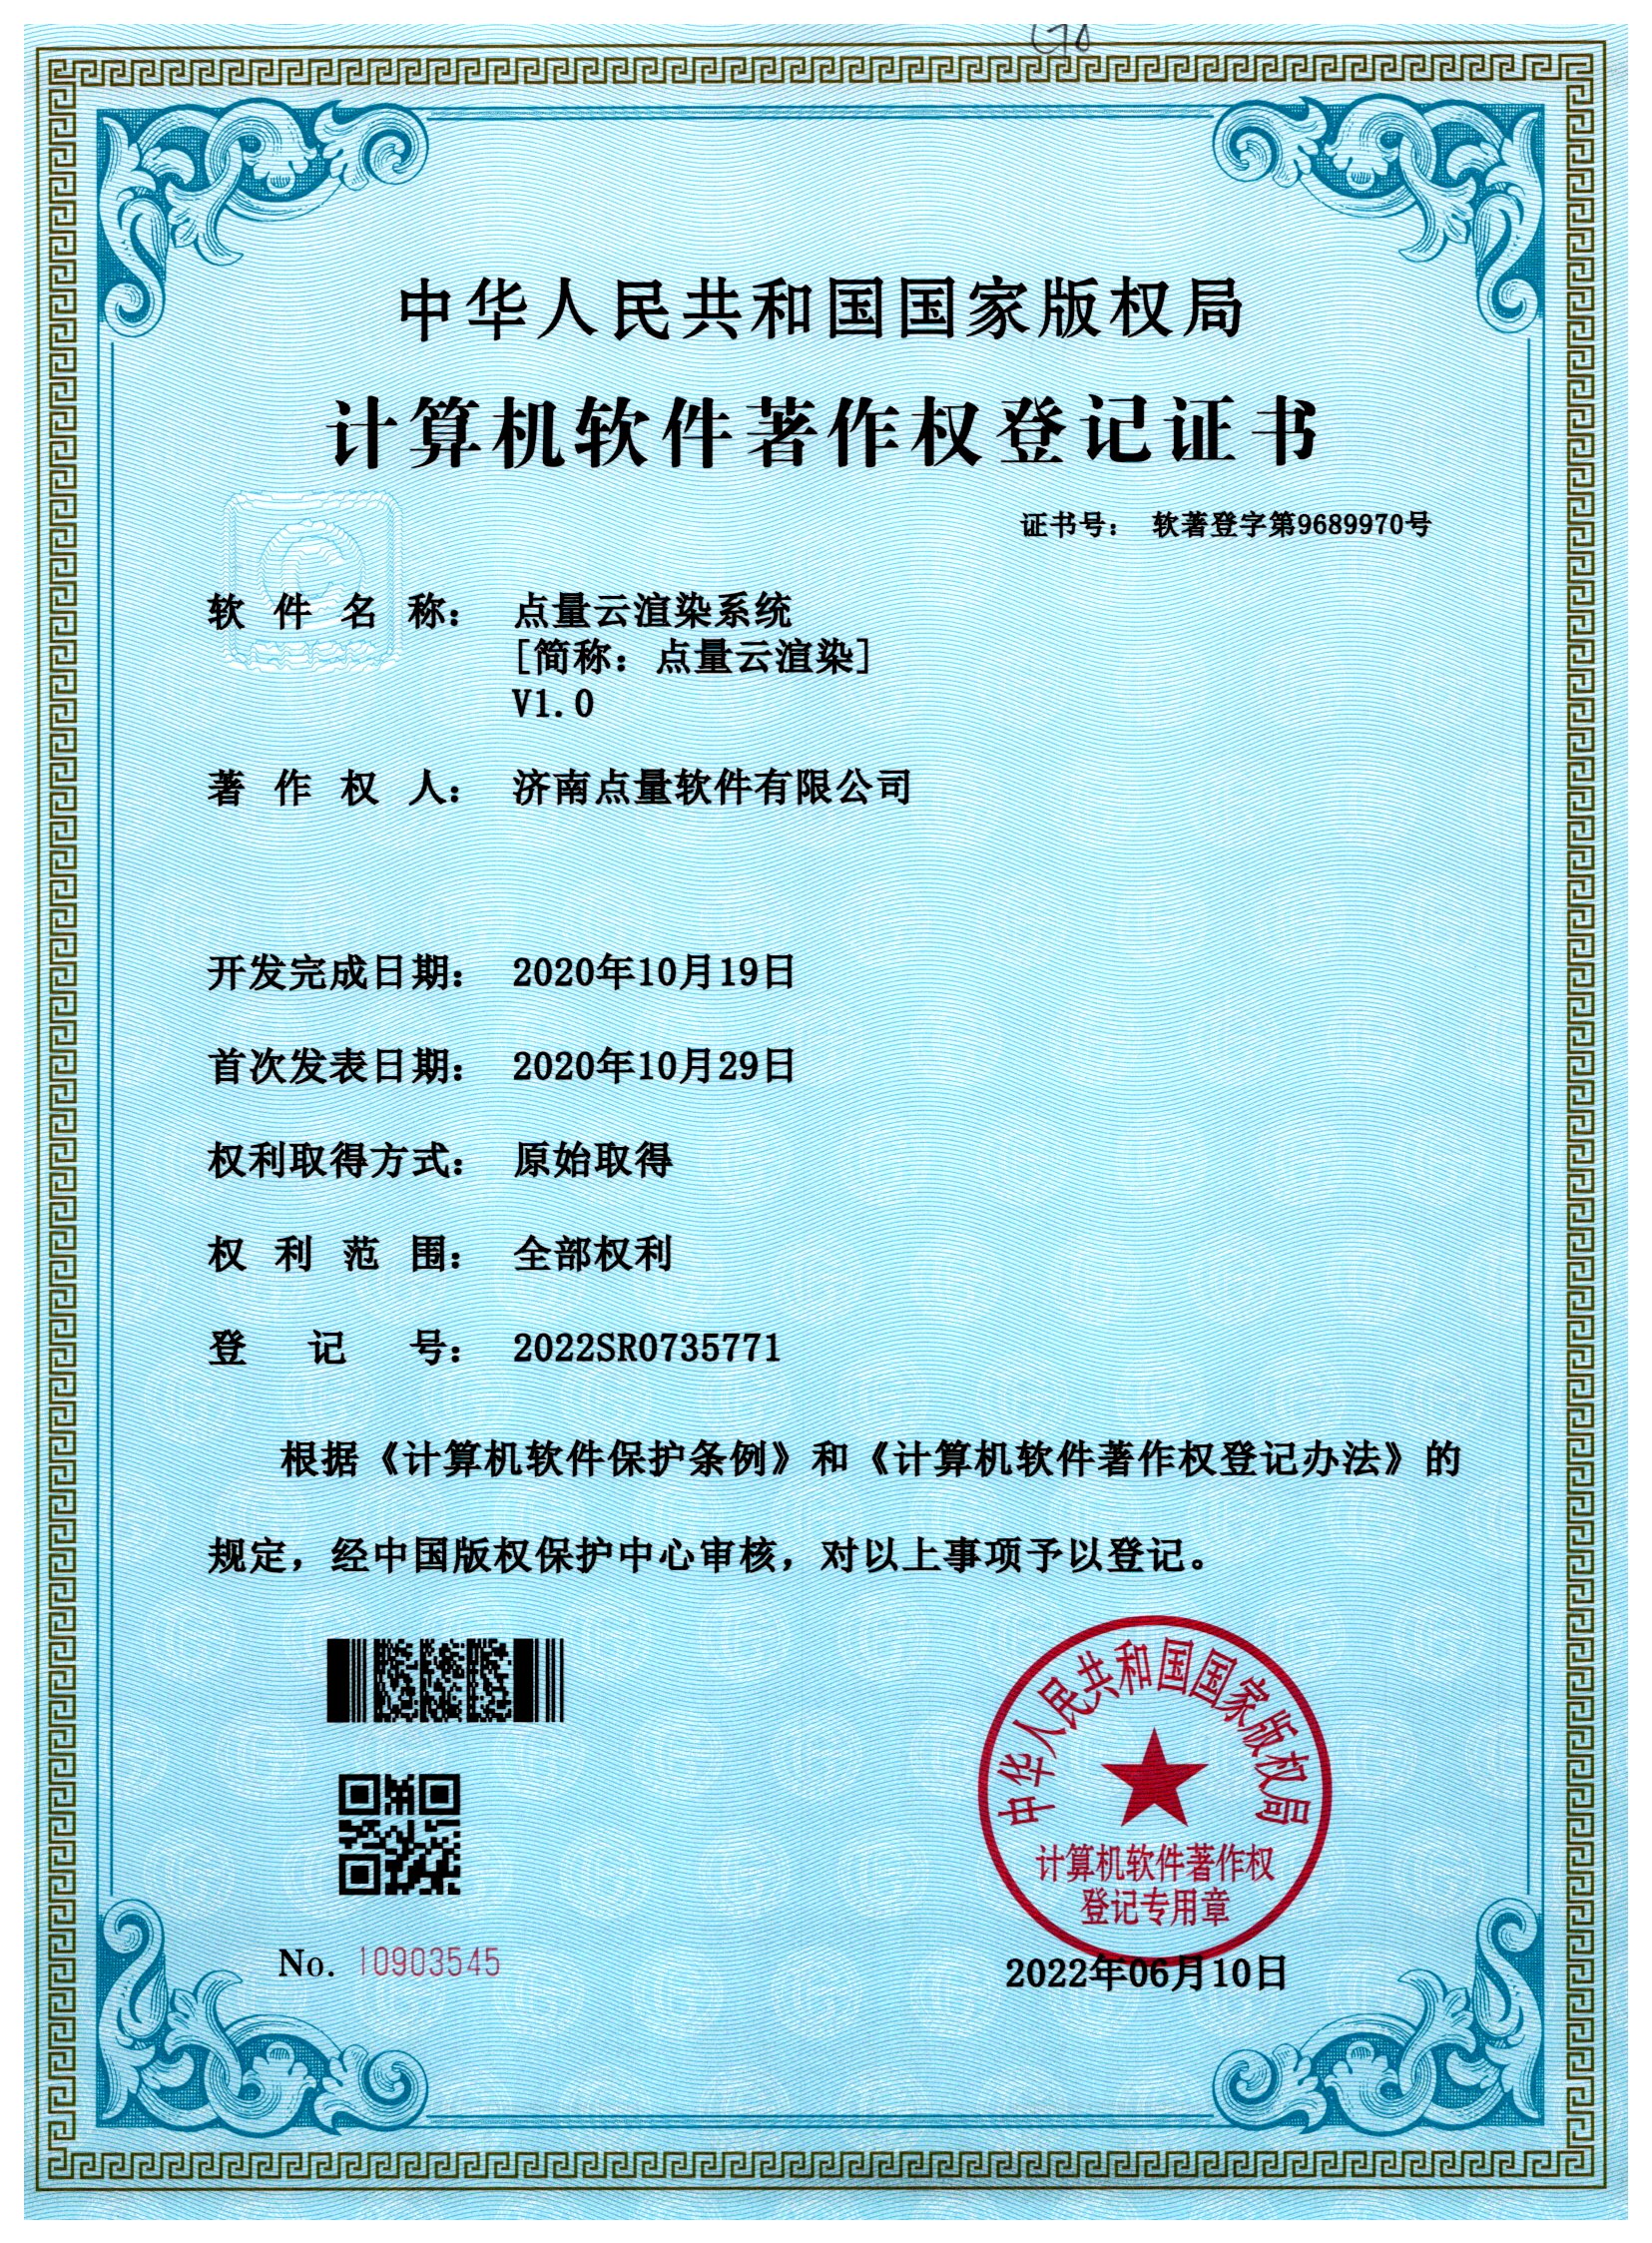 中华人民共和国国家版权局
计算机软件著作权登记证书
证书号： 软著登字第9689970号
软件名称： 点量云渲染系统
[简称：点量云渲染]
V1.0
著作权人： 济南点量软件有限公司
开发完成日期： 2020年10月19日
首次发表日期： 2020年10月29日
权利取得方式： 原始取得
权利范围： 全部权利
登记号： 2022SR0735771
根据《计算机软件保护条例》和《计算机软件著作权登记办法》的
规定，经中国版权保护中心审核，对以上事项予以登记。
中华人民共和国国家版权局
计算机软件著作权
登记专用章
No. 10903545
2022年06月10日